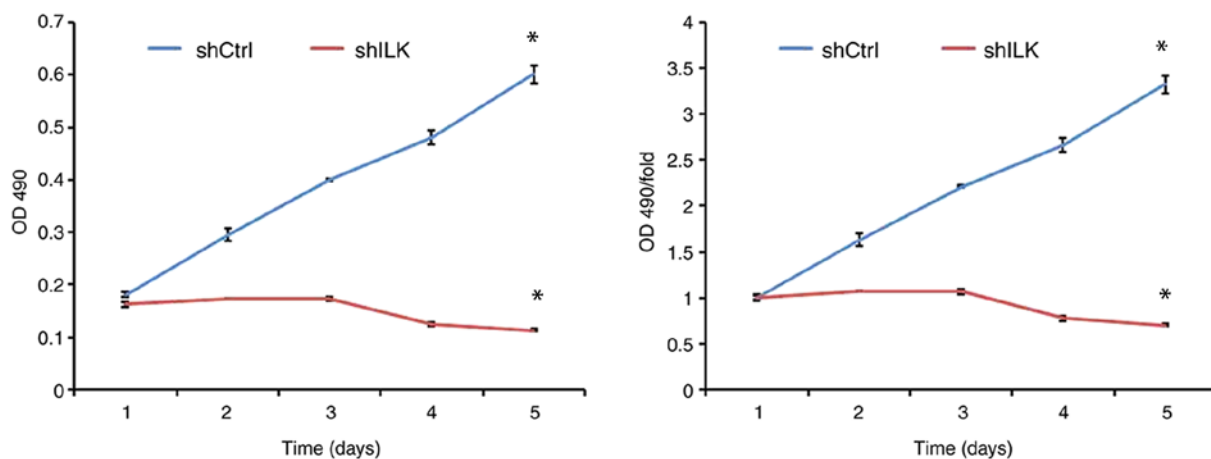 0.7
0.6
0.5
0.4
0.3
0.2
0.1
0
OD 490
shCtrl
shILK
*
*
1 2 3 4 5
Time (days)
4
3.5
3
2.5
2
1.5
1
0.5
0
OD 490/fold
shCtrl
shILK
*
*
1 2 3 4 5
Time (days)